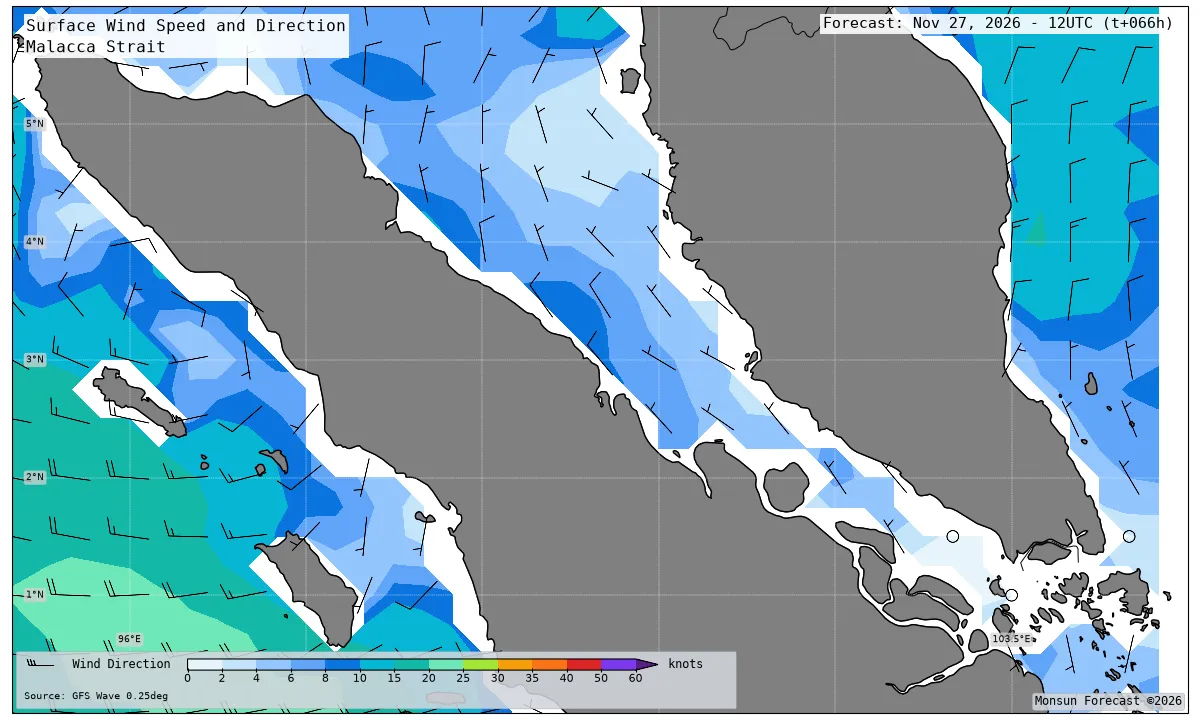 Surface Wind Speed and Direction
Malacca Strait
Forecast: Nov 27, 2026 - 12UTC (t+066h)
5°N
4°N
3°N
2°N
1°N
96°E
103.5°E
Wind Direction
0 2 4 6 8 10 15 20 25 30 35 40 50 60
knots
Source: GFS Wave 0.25deg
Monsun Forecast ©2026